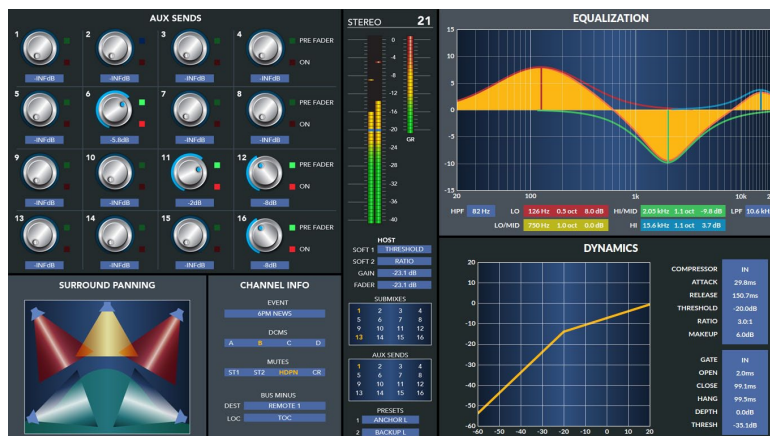 AUX SENDS
1 2 3 4 PRE FADER
ON
-INFdB -INFdB -INFdB -INFdB
5 6 7 8 PRE FADER
ON
-INFdB -5.8dB -INFdB -INFdB
9 10 11 12 PRE FADER
ON
-INFdB -INFdB -2dB -8dB
13 14 15 16 PRE FADER
ON
-INFdB -INFdB -INFdB -8dB
SURROUND PANNING
CHANNEL INFO
EVENT
6PM NEWS
DCMS
A B C D
MUTES
ST1 ST2 HDPN CR
BUS MINUS
DEST REMOTE 1
LOC TOC
STEREO 21
0
-4
-8
-12
-16
-20
-24
-28
-32
-36
-40
GR
HOST
SOFT 1 THRESHOLD
SOFT 2 RATIO
GAIN -23.1 dB
FADER -23.1 dB
SUBMIXES
1 2 3 4
5 6 7 8
9 10 11 12
13 14 15 16
AUX SENDS
1 2 3 4
5 6 7 8
9 10 11 12
13 14 15 16
PRESETS
1 ANCHOR L
2 BACKUP L
EQUALIZATION
15
10
5
0
-5
-10
-15
20 100 1k 10k
HPF 82 Hz LO 126 Hz 0.5 oct 8.0 dB HI/MID 2.05 kHz 1.1 oct -9.8 dB LPF 10.6 kH
LO/MID 750 Hz 1.0 oct 0.0 dB HI 15.6 kHz 1.1 oct 3.7 dB
DYNAMICS
20
10
0
-10
-20
-30
-40
-50
-60
-60 -50 -40 -30 -20 -10 0 10 20
COMPRESSOR IN
ATTACK 29.8ms
RELEASE 150.7ms
THRESHOLD -20.0dB
RATIO 3.0:1
MAKEUP 6.0dB
GATE IN
OPEN 2.0ms
CLOSE 99.1ms
HANG 99.5ms
DEPTH 0.0dB
THRESH -35.1dB